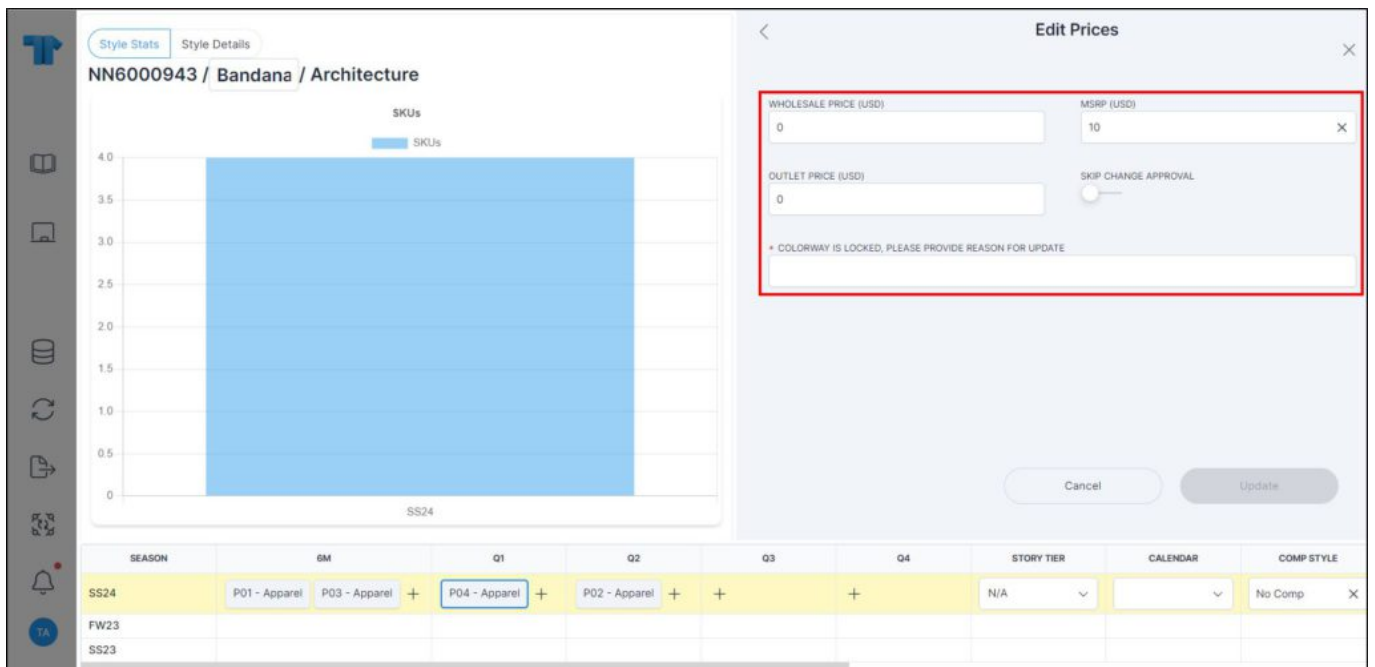 Style Stats Style Details
NN6000943 / Bandana / Architecture
SKUs
SKUs
4.0
3.5
3.0
2.5
2.0
1.5
1.0
0.5
0
SS24
Edit Prices
WHOLESALE PRICE (USD) MSRP (USD)
0 10
OUTLET PRICE (USD) SKIP CHANGE APPROVAL
0
* COLORWAY IS LOCKED, PLEASE PROVIDE REASON FOR UPDATE
Cancel Update
SEASON 6M Q1 Q2 Q3 Q4 STORY TIER CALENDAR COMP STYLE
SS24 P01 - Apparel P03 - Apparel + P04 - Apparel + P02 - Apparel + + + N/A No Comp
FW23
SS23
TA